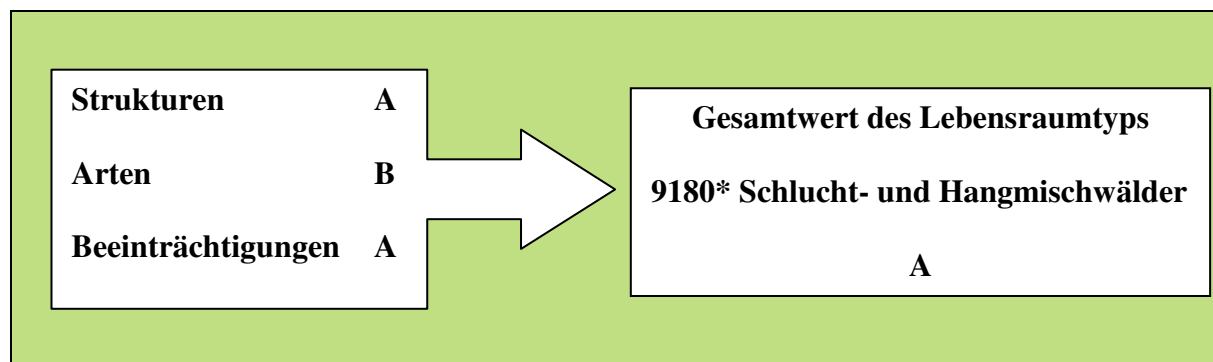 Strukturen A
Arten B
Beeinträchtigungen A
Gesamtwert des Lebensraumtyps
9180* Schlucht- und Hangmischwälder
A